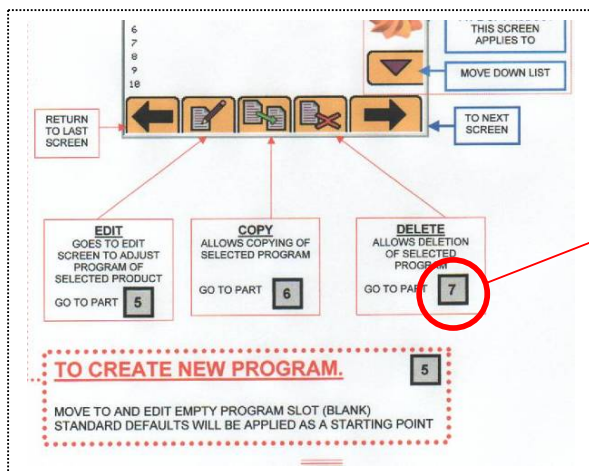 THIS SCREEN
APPLIES TO
6
7
8
9
10
MOVE DOWN LIST
RETURN
TO LAST
SCREEN
TO NEXT
SCREEN
EDIT
GOES TO EDIT
SCREEN TO ADJUST
PROGRAM OF
SELECTED PRODUCT
GO TO PART 5
COPY
ALLOWS COPYING OF
SELECTED PROGRAM
GO TO PART 6
DELETE
ALLOWS DELETION
OF SELECTED
PROGRAM
GO TO PART 7
TO CREATE NEW PROGRAM. 5
MOVE TO AND EDIT EMPTY PROGRAM SLOT (BLANK)
STANDARD DEFAULTS WILL BE APPLIED AS A STARTING POINT